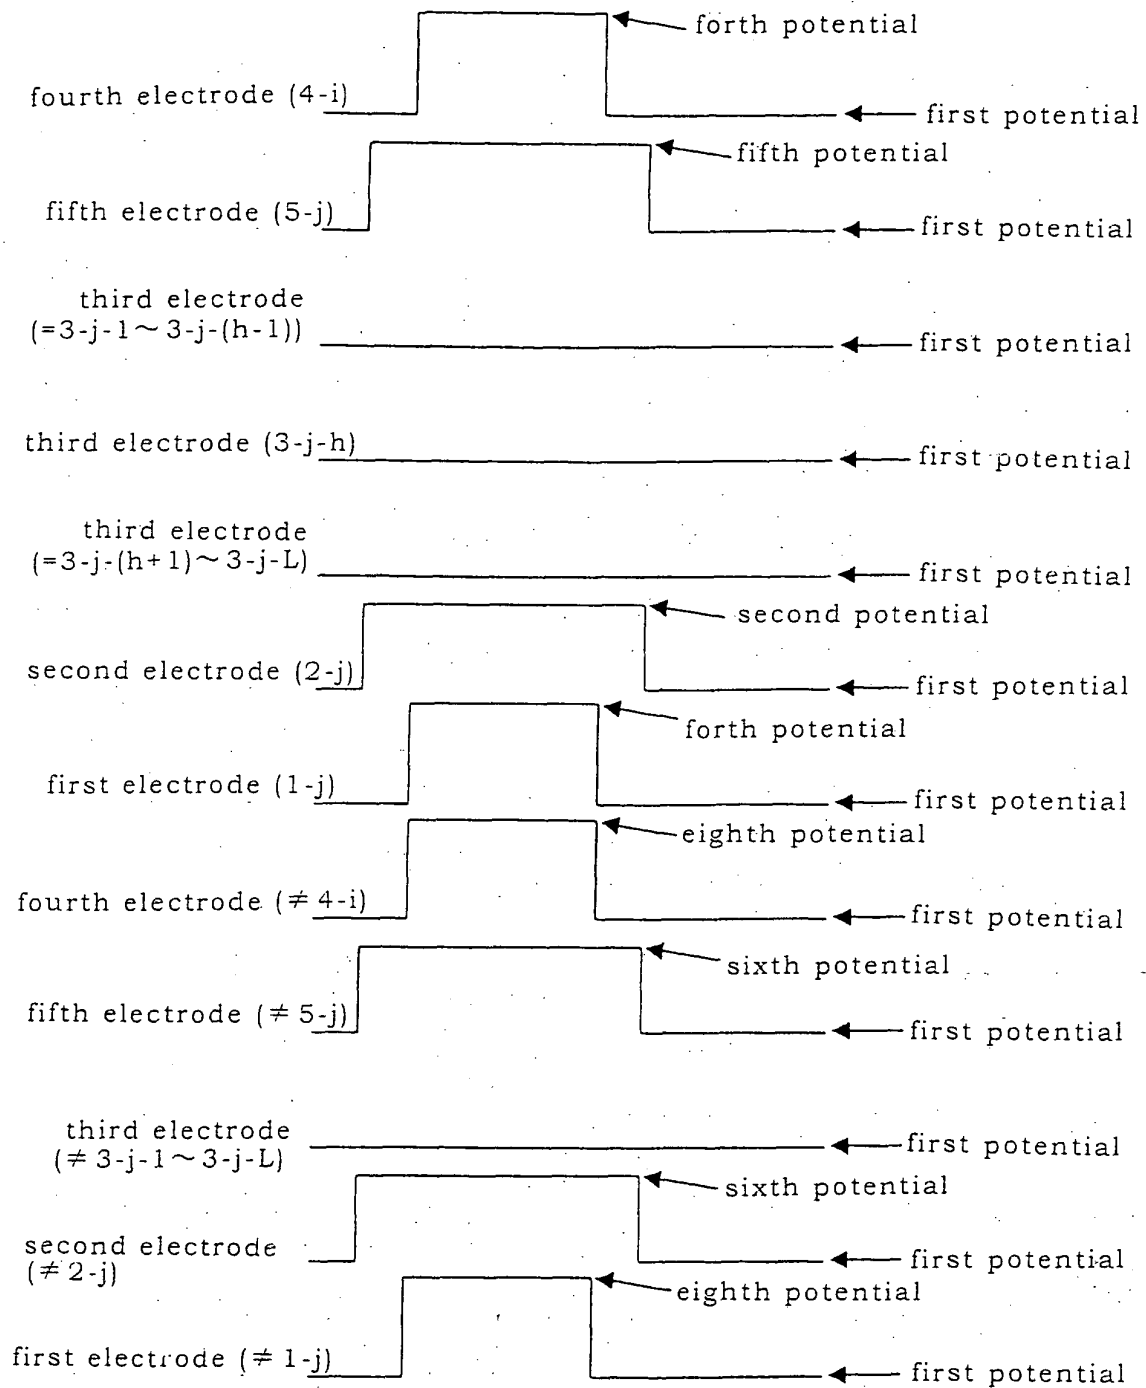 forth potential
fourth electrode (4-i)
first potential
fifth potential
fifth electrode (5-j)
first potential
third electrode
(=3-j-1～3-j-(h-1))
first potential
third electrode (3-j-h)
first potential
third electrode
(=3-j-(h+1)～3-j-L)
first potential
second potential
second electrode (2-j)
first potential
forth potential
first electrode (1-j)
first potential
eighth potential
fourth electrode (≠4-i)
first potential
sixth potential
fifth electrode (≠5-j)
first potential
third electrode
(≠3-j-1～3-j-L)
first potential
sixth potential
second electrode
(≠2-j)
first potential
eighth potential
first electrode (≠1-j)
first potential